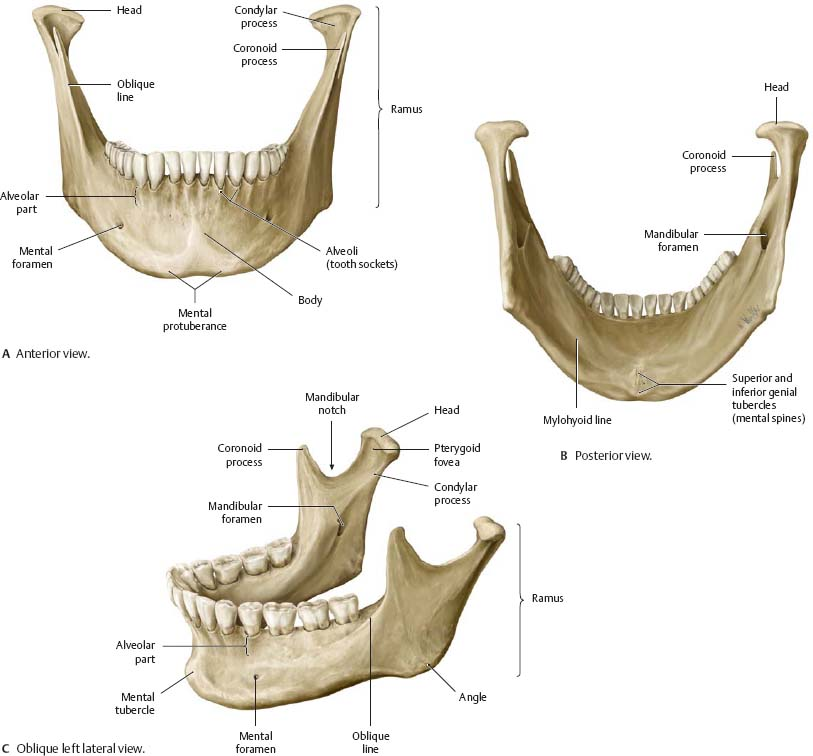 Head
Condylar
process
Coronoid
process
Oblique
line
Ramus
Alveolar
part
Mental
foramen
Alveoli
(tooth sockets)
Body
Mental
protuberance
A Anterior view.
Head
Coronoid
process
Mandibular
foramen
Superior and
inferior genial
tubercles
(mental spines)
Mylohyoid line
B Posterior view.
Mandibular
notch
Head
Coronoid
process
Pterygoid
fovea
Condylar
process
Mandibular
foramen
Ramus
Alveolar
part
Mental
tubercle
Angle
Mental
foramen
Oblique
line
C Oblique left lateral view.